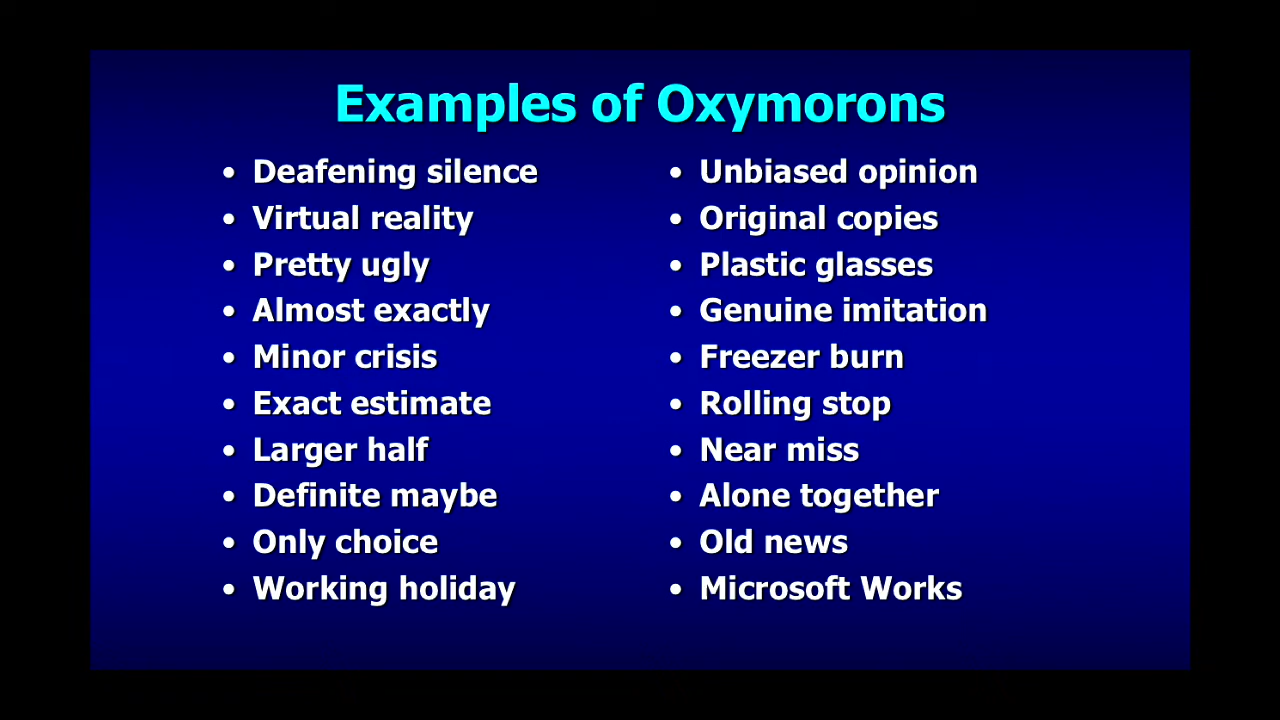 Examples of Oxymorons
• Deafening silence
• Virtual reality
• Pretty ugly
• Almost exactly
• Minor crisis
• Exact estimate
• Larger half
• Definite maybe
• Only choice
• Working holiday
• Unbiased opinion
• Original copies
• Plastic glasses
• Genuine imitation
• Freezer burn
• Rolling stop
• Near miss
• Alone together
• Old news
• Microsoft Works